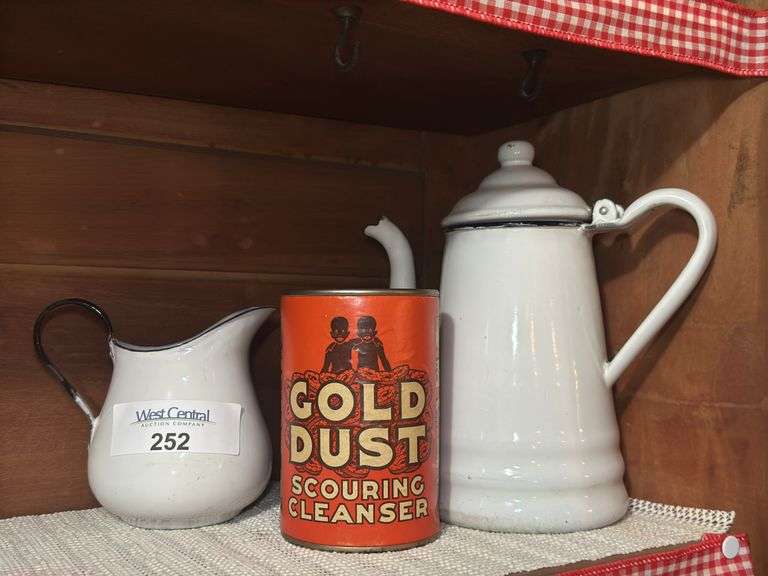 West Central
AUCTION COMPANY
252
GOLD
DUST
SCOURING
CLEANSER